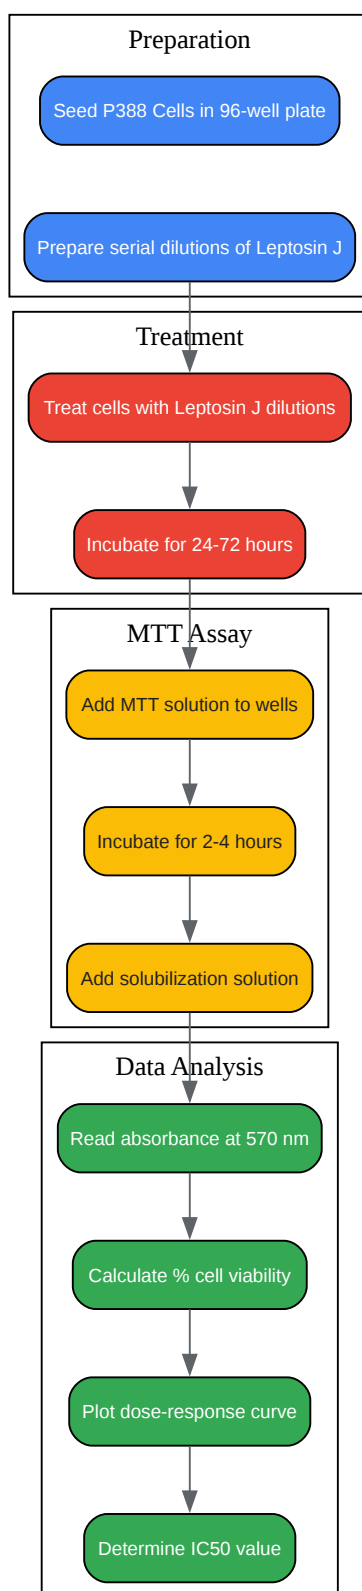 Preparation
Seed P388 Cells in 96-well plate
Prepare serial dilutions of Leptosin J
Treatment
Treat cells with Leptosin J dilutions
Incubate for 24-72 hours
MTT Assay
Add MTT solution to wells
Incubate for 2-4 hours
Add solubilization solution
Data Analysis
Read absorbance at 570 nm
Calculate % cell viability
Plot dose-response curve
Determine IC50 value